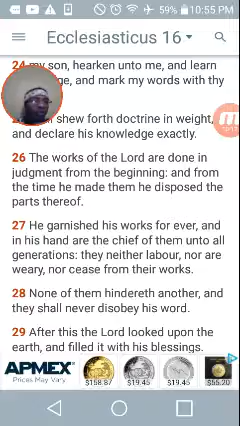 59% 10:55 PM
Ecclesiasticus 16
24 my son, hearken unto me, and learn
and mark my words with thy
shew forth doctrine in weight,
and declare his knowledge exactly.
26 The works of the Lord are done in
judgment from the beginning: and from
the time he made them he disposed the
parts thereof.
27 He garnished his works for ever, and
in his hand are the chief of them unto all
generations: they neither labour, nor are
weary, nor cease from their works.
28 None of them hindereth another, and
they shall never disobey his word.
29 After this the Lord looked upon the
earth, and filled it with his blessings.
APMEX
Prices May Vary
$158.87 $19.45 $19.45 $55.20